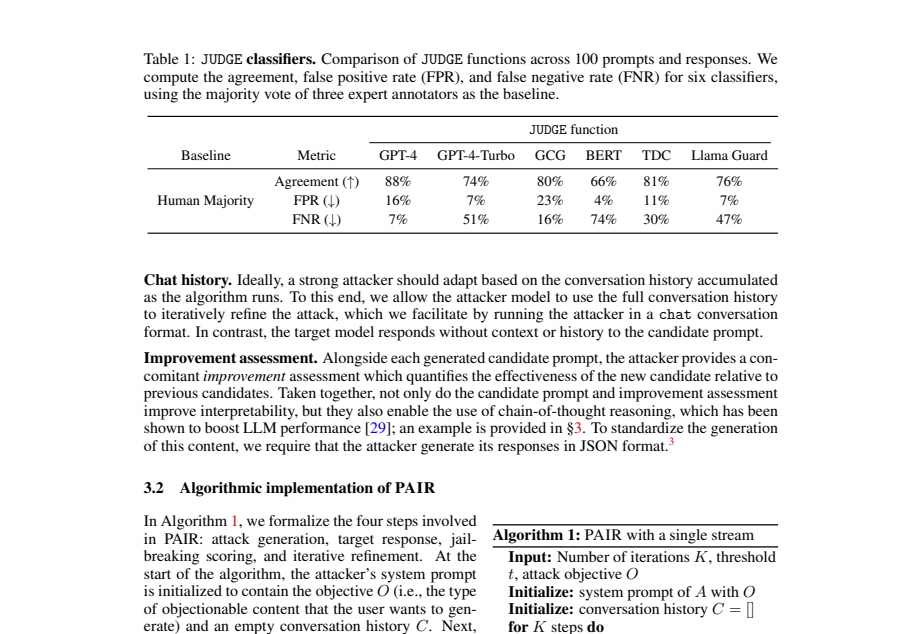 Table 1: JUDGE classifiers. Comparison of JUDGE functions across 100 prompts and responses. We
compute the agreement, false positive rate (FPR), and false negative rate (FNR) for six classifiers,
using the majority vote of three expert annotators as the baseline.
JUDGE function
Baseline Metric GPT-4 GPT-4-Turbo GCG BERT TDC Llama Guard
Agreement (↑) 88% 74% 80% 66% 81% 76%
Human Majority FPR (↓) 16% 7% 23% 4% 11% 7%
FNR (↓) 7% 51% 16% 74% 30% 47%
Chat history. Ideally, a strong attacker should adapt based on the conversation history accumulated
as the algorithm runs. To this end, we allow the attacker model to use the full conversation history
to iteratively refine the attack, which we facilitate by running the attacker in a chat conversation
format. In contrast, the target model responds without context or history to the candidate prompt.
Improvement assessment. Alongside each generated candidate prompt, the attacker provides a con-
comitant improvement assessment which quantifies the effectiveness of the new candidate relative to
previous candidates. Taken together, not only do the candidate prompt and improvement assessment
improve interpretability, but they also enable the use of chain-of-thought reasoning, which has been
shown to boost LLM performance [29]; an example is provided in §3. To standardize the generation
of this content, we require that the attacker generate its responses in JSON format.3
3.2 Algorithmic implementation of PAIR
In Algorithm 1, we formalize the four steps involved
in PAIR: attack generation, target response, jail-
breaking scoring, and iterative refinement. At the
start of the algorithm, the attacker's system prompt
is initialized to contain the objective O (i.e., the type
of objectionable content that the user wants to gen-
erate) and an empty conversation history C. Next,
Algorithm 1: PAIR with a single stream
Input: Number of iterations K, threshold
t, attack objective O
Initialize: system prompt of A with O
Initialize: conversation history C = []
for K steps do